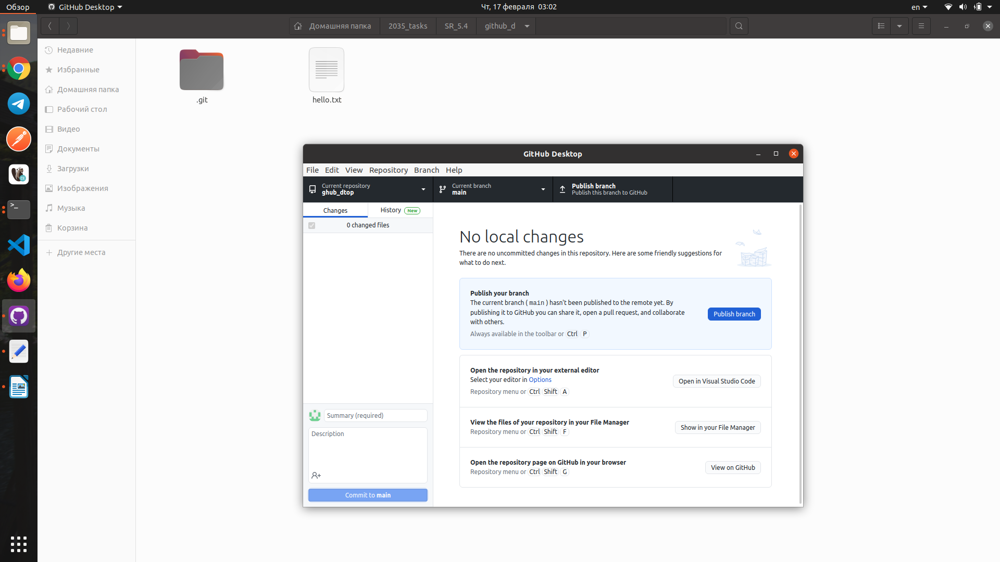 Обзор
GitHub Desktop
Чт, 17 февраля 03:02
en
Домашняя папка
2035_tasks
SR_5.4
github_d
Недавние
Избранные
Домашняя папка
Рабочий стол
Видео
Документы
Загрузки
Изображения
Музыка
Корзина
Другие места
.git
hello.txt
GitHub Desktop
File Edit View Repository Branch Help
Current repository
ghub_dtop
Current branch
main
Publish branch
Publish this branch to GitHub
Changes
History New
0 changed files
No local changes
There are no uncommitted changes in this repository. Here are some friendly suggestions for
what to do next.
Publish your branch
The current branch ( main ) hasn't been published to the remote yet. By
publishing it to GitHub you can share it, open a pull request, and collaborate
with others.
Always available in the toolbar or Ctrl P
Publish branch
Open the repository in your external editor
Select your editor in Options
Repository menu or Ctrl Shift A
Open in Visual Studio Code
View the files of your repository in your File Manager
Repository menu or Ctrl Shift F
Show in your File Manager
Open the repository page on GitHub in your browser
Repository menu or Ctrl Shift G
View on GitHub
Summary (required)
Description
Commit to main